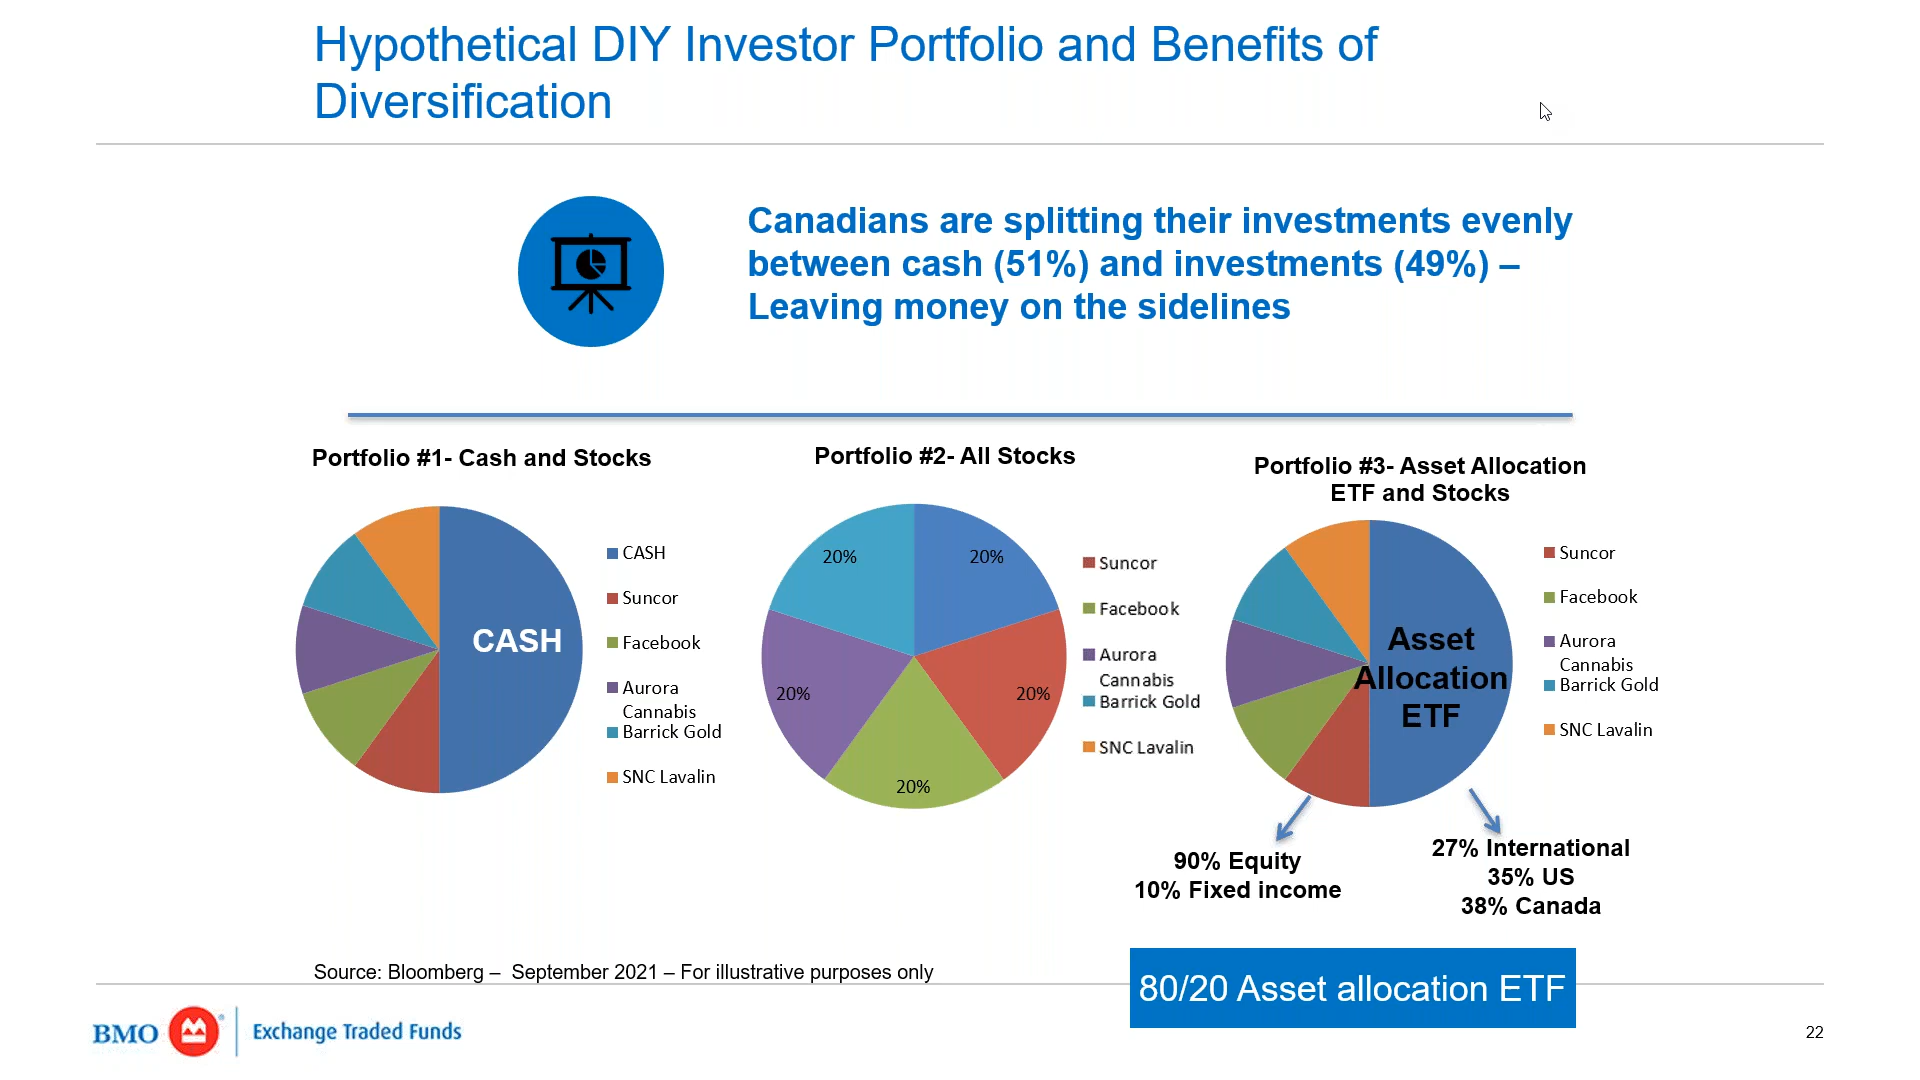 Hypothetical DIY Investor Portfolio and Benefits of
Diversification
Canadians are splitting their investments evenly
between cash (51%) and investments (49%) –
Leaving money on the sidelines
Portfolio #1- Cash and Stocks
CASH
CASH
Suncor
Facebook
Aurora
Cannabis
Barrick Gold
SNC Lavalin
Portfolio #2- All Stocks
20%
20%
20%
20%
20%
Suncor
Facebook
Aurora
Cannabis
Barrick Gold
SNC Lavalin
Portfolio #3- Asset Allocation
ETF and Stocks
Asset
Allocation
ETF
Suncor
Facebook
Aurora
Cannabis
Barrick Gold
SNC Lavalin
90% Equity
10% Fixed income
27% International
35% US
38% Canada
Source: Bloomberg – September 2021 – For illustrative purposes only
80/20 Asset allocation ETF
BMO Exchange Traded Funds
22